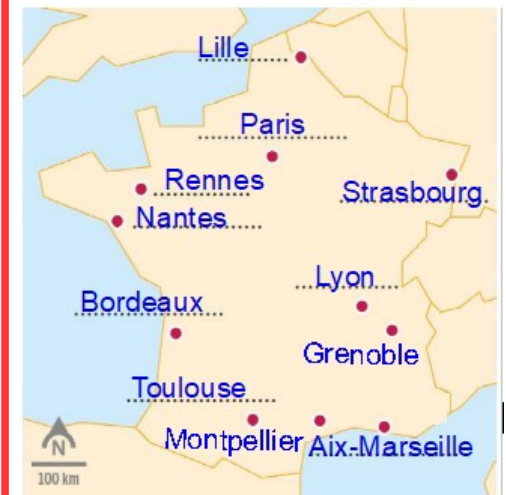 Lille
Paris
Rennes
Strasbourg
Nantes
Lyon
Bordeaux
Grenoble
Toulouse
Montpellier
Aix-Marseille
N
100 km